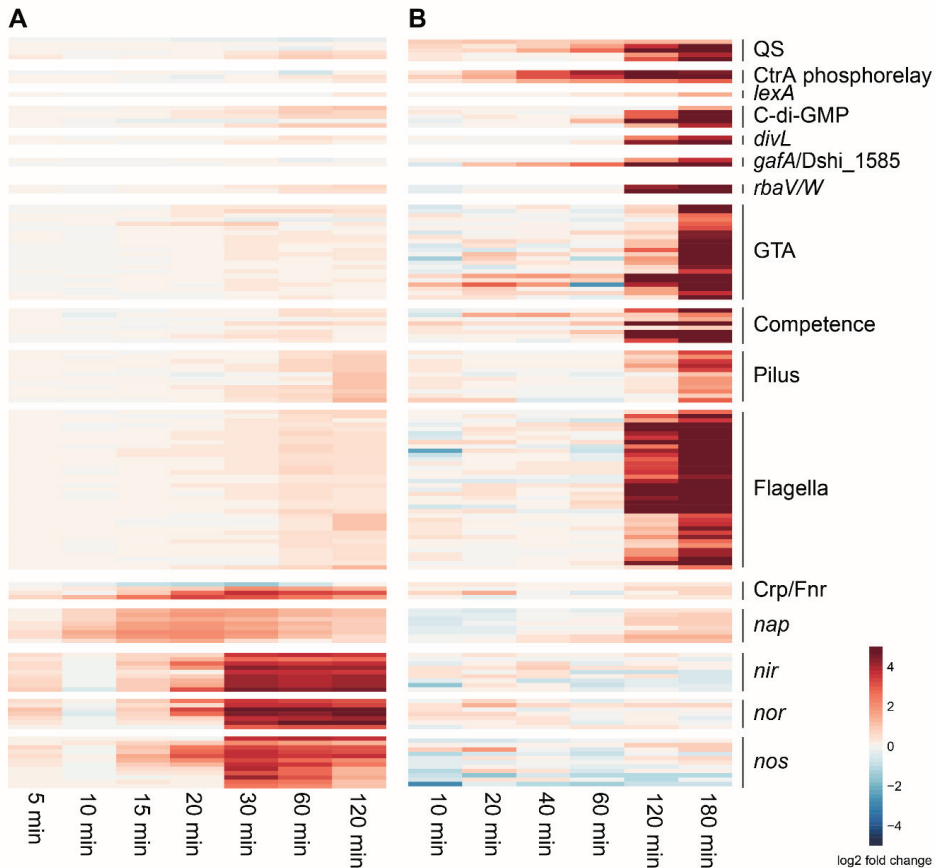 A
B
QS
CtrA phosphorelay
lexA
C-di-GMP
divL
gafA/Dshi_1585
rbaV/W
GTA
Competence
Pilus
Flagella
Crp/Fnr
nap
nir
nor
nos
5 min
10 min
15 min
20 min
30 min
60 min
120 min
10 min
20 min
40 min
60 min
120 min
180 min
4
2
0
-2
-4
log2 fold change